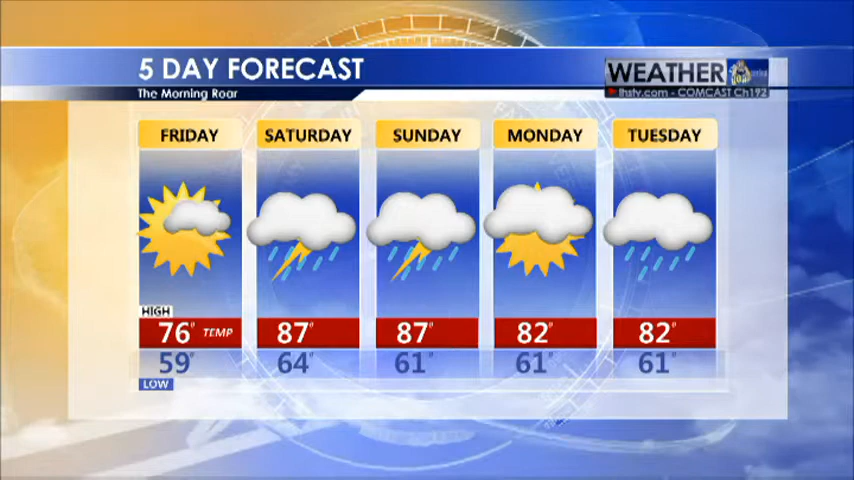 5 DAY FORECAST
The Morning Roar
WEATHER
lhstv.com - COMCAST Ch192
FRIDAY SATURDAY SUNDAY MONDAY TUESDAY
HIGH
76° TEMP 87° 87° 82° 82°
59° 64° 61° 61° 61°
LOW